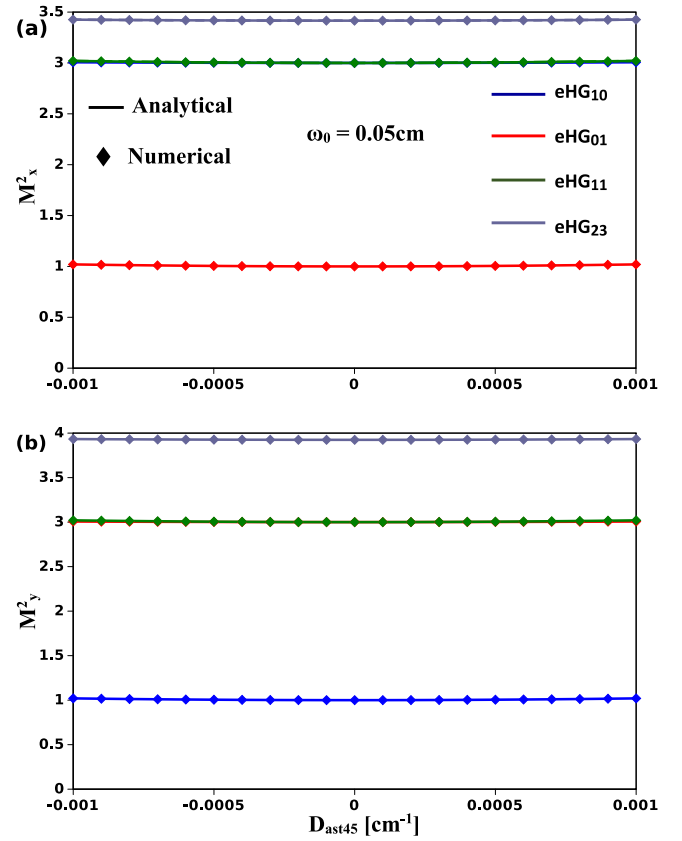 (a)
M²ₓ
3.5
3
2.5
2
1.5
1
0.5
0
-0.001
-0.0005
0
0.0005
0.001
Analytical
Numerical
ω₀ = 0.05cm
eHG₁₀
eHG₀₁
eHG₁₁
eHG₂₃
(b)
M²y
4
3.5
3
2.5
2
1.5
1
0.5
0
-0.001
-0.0005
0
0.0005
0.001
Dₐₛₜ₄₅ [cm⁻¹]